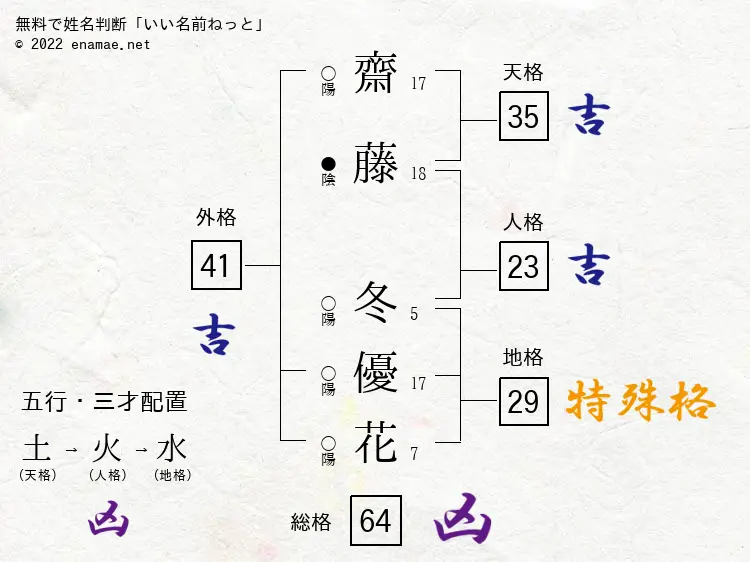 無料で姓名判断「いい名前ねっと」
© 2022 enamae.net
○陽 齋 17
●陰 藤 18
○陽 冬 5
○陽 優 17
○陽 花 7
天格
35 吉
人格
23 吉
地格
29 特殊格
外格
41
吉
五行・三才配置
土→火→水
(天格) (人格) (地格)
凶
総格 64 凶